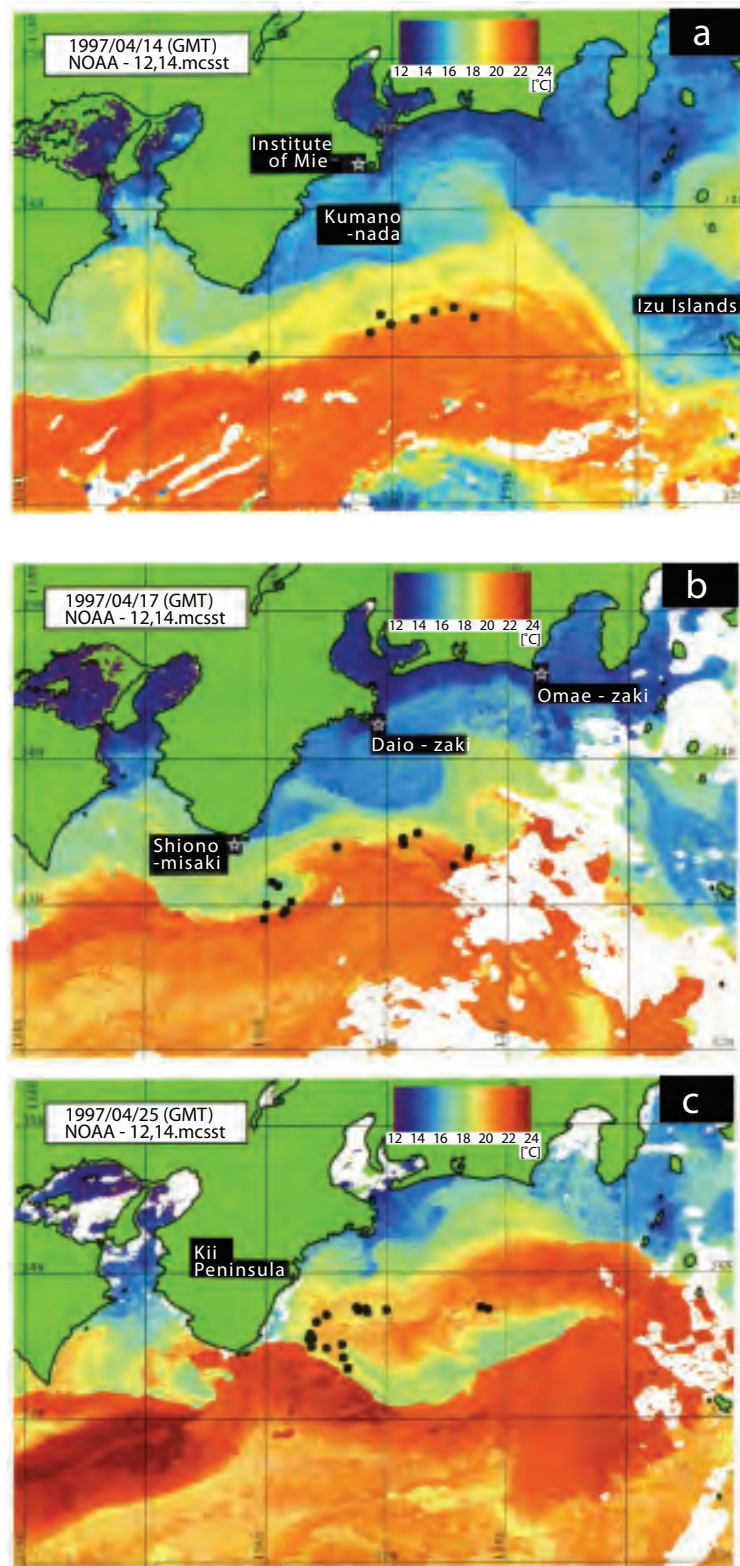 1997/04/14 (GMT)
NOAA - 12,14.mcsst
12 14 16 18 20 22 24
[˚C]
a
Institute
of Mie
Kumano
-nada
Izu Islands
1997/04/17 (GMT)
NOAA - 12,14.mcsst
12 14 16 18 20 22 24
[˚C]
b
Omae - zaki
Daio - zaki
Shiono
-misaki
1997/04/25 (GMT)
NOAA - 12,14.mcsst
12 14 16 18 20 22 24
[˚C]
c
Kii
Peninsula